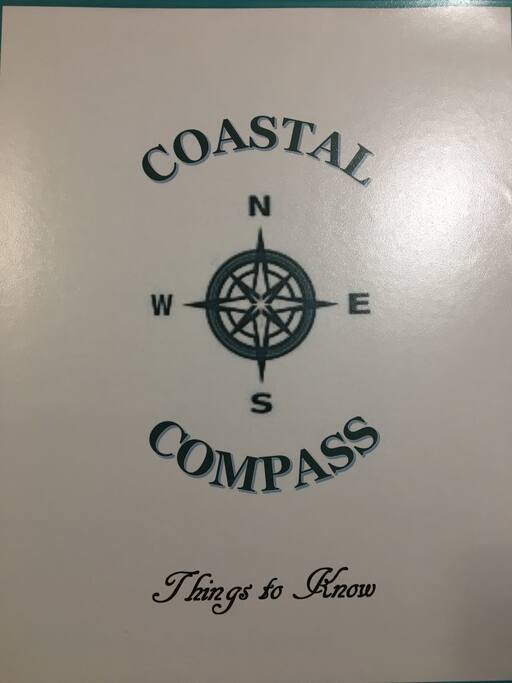 COASTAL
N
W E
S
COMPASS
Things to Know